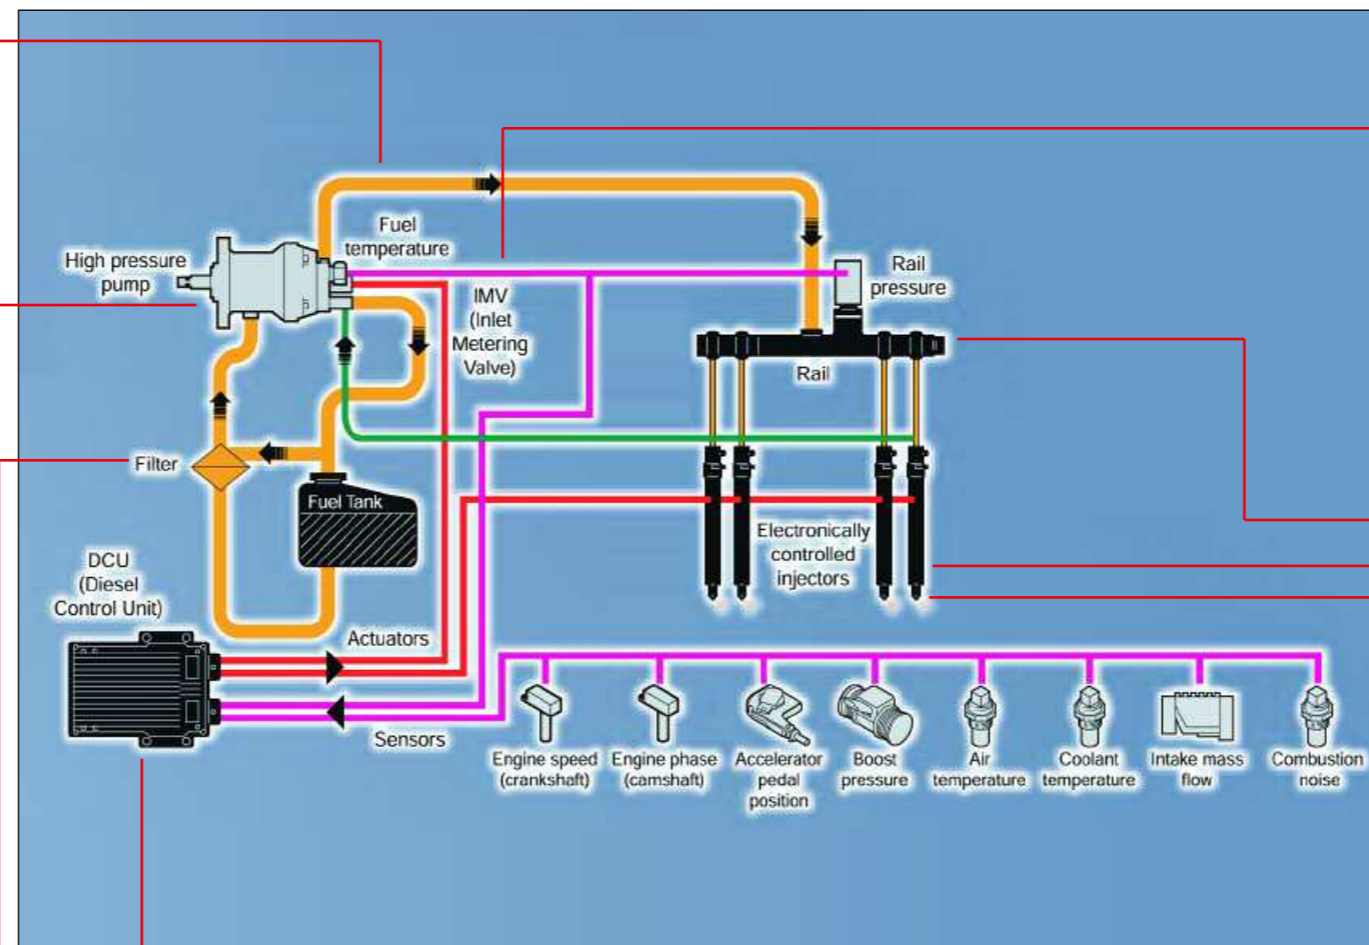 Fuel
temperature
High pressure
pump
IMV
(Inlet
Metering
Valve)
Rail
pressure
Rail
Filter
Fuel Tank
Electronically
controlled
injectors
DCU
(Diesel
Control Unit)
Actuators
Sensors
Engine speed
(crankshaft)
Engine phase
(camshaft)
Accelerator
pedal
position
Boost
pressure
Air
temperature
Coolant
temperature
Intake mass
flow
Combustion
noise